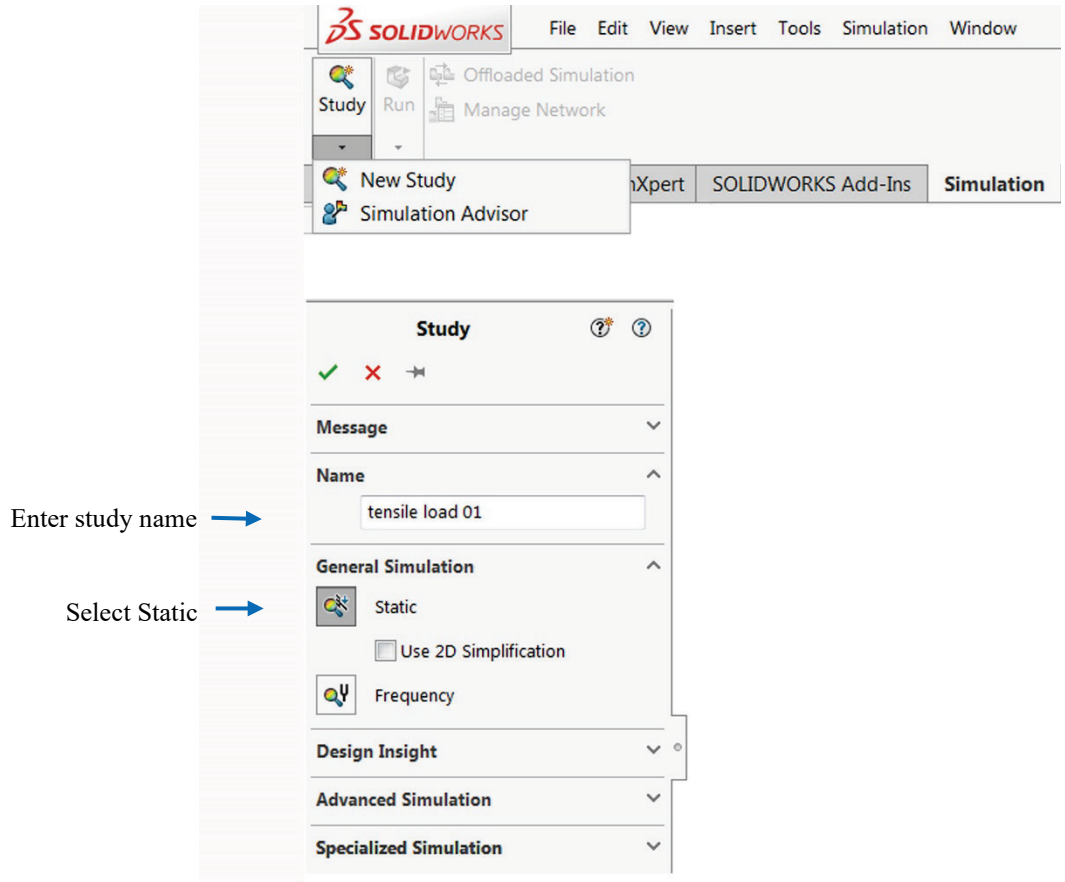 SOLIDWORKS File Edit View Insert Tools Simulation Window
Study Run Offloaded Simulation
Manage Network
New Study
Simulation Advisor
nXpert SOLIDWORKS Add-Ins Simulation
Study
Message
Name
Enter study name tensile load 01
General Simulation
Select Static Static
Use 2D Simplification
Frequency
Design Insight
Advanced Simulation
Specialized Simulation